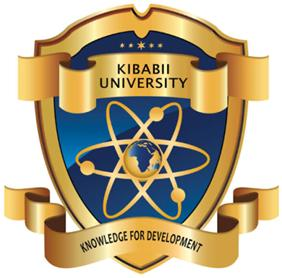 KIBABII
UNIVERSITY
KNOWLEDGE FOR DEVELOPMENT